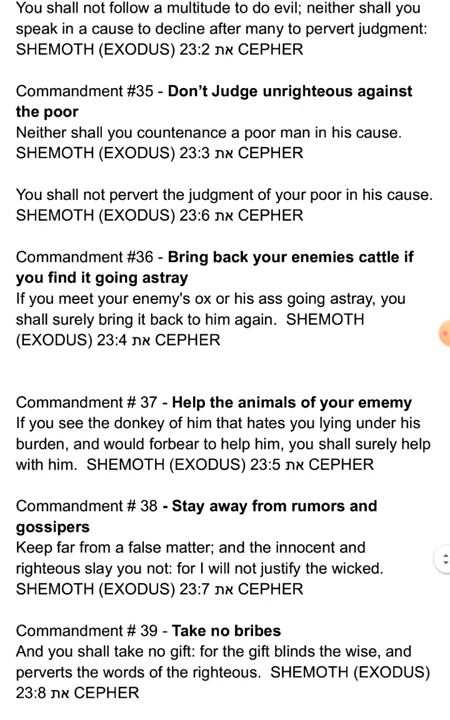 You shall not follow a multitude to do evil; neither shall you
speak in a cause to decline after many to pervert judgment:
SHEMOTH (EXODUS) 23:2 את CEPHER
Commandment #35 - Don't Judge unrighteous against
the poor
Neither shall you countenance a poor man in his cause.
SHEMOTH (EXODUS) 23:3 את CEPHER
You shall not pervert the judgment of your poor in his cause.
SHEMOTH (EXODUS) 23:6 את CEPHER
Commandment #36 - Bring back your enemies cattle if
you find it going astray
If you meet your enemy's ox or his ass going astray, you
shall surely bring it back to him again.  SHEMOTH
(EXODUS) 23:4 את CEPHER
Commandment # 37 - Help the animals of your ememy
If you see the donkey of him that hates you lying under his
burden, and would forbear to help him, you shall surely help
with him.  SHEMOTH (EXODUS) 23:5 את CEPHER
Commandment # 38 - Stay away from rumors and
gossipers
Keep far from a false matter; and the innocent and
righteous slay you not: for I will not justify the wicked.
SHEMOTH (EXODUS) 23:7 את CEPHER
Commandment # 39 - Take no bribes
And you shall take no gift: for the gift blinds the wise, and
perverts the words of the righteous.  SHEMOTH (EXODUS)
23:8 את CEPHER